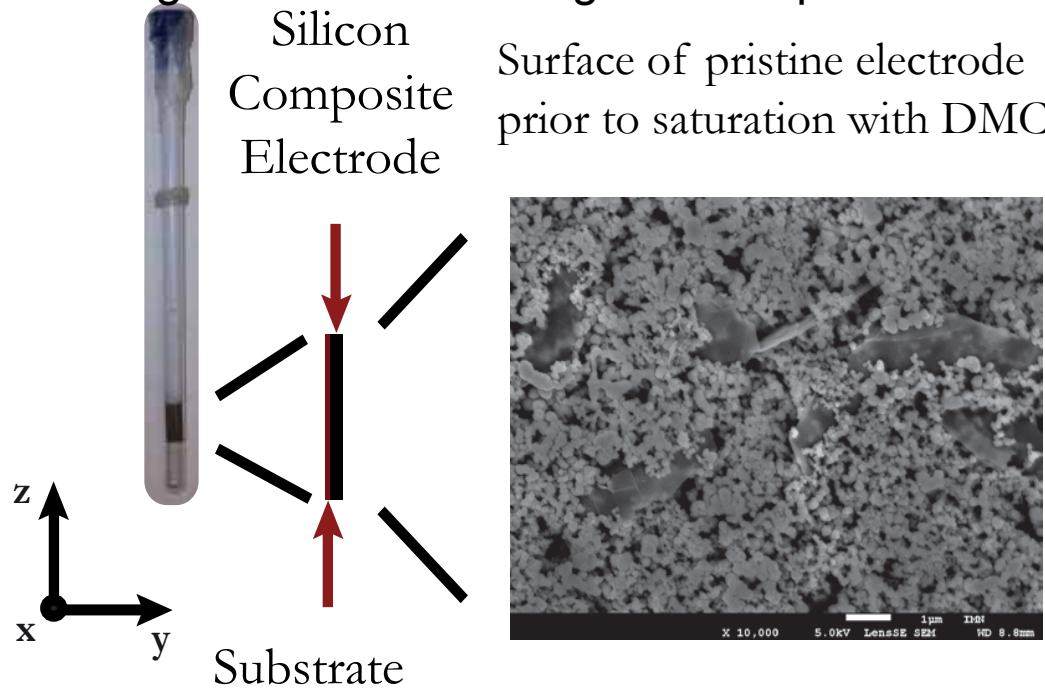 Silicon
Composite
Electrode
Surface of pristine electrode
prior to saturation with DMC
z
x
y
Substrate
1µm IMN
X 10,000 5.0kV LensSE SEM WD 8.8mm